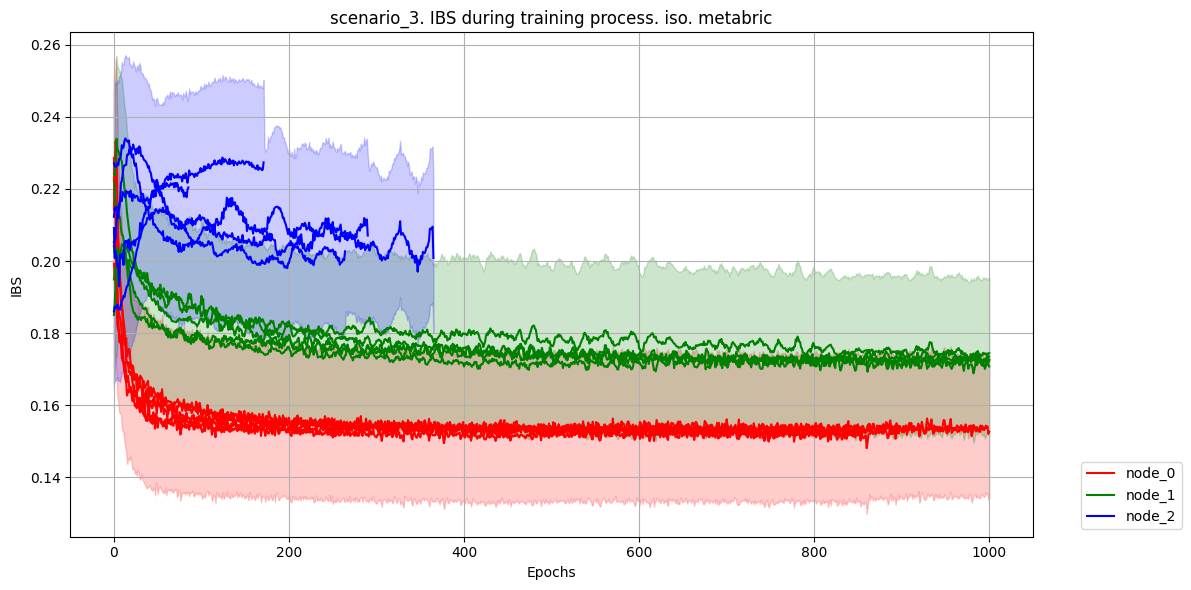 scenario_3. IBS during training process. iso. metabric
IBS
0.26
0.24
0.22
0.20
0.18
0.16
0.14
0
200
400
600
800
1000
Epochs
node_0
node_1
node_2